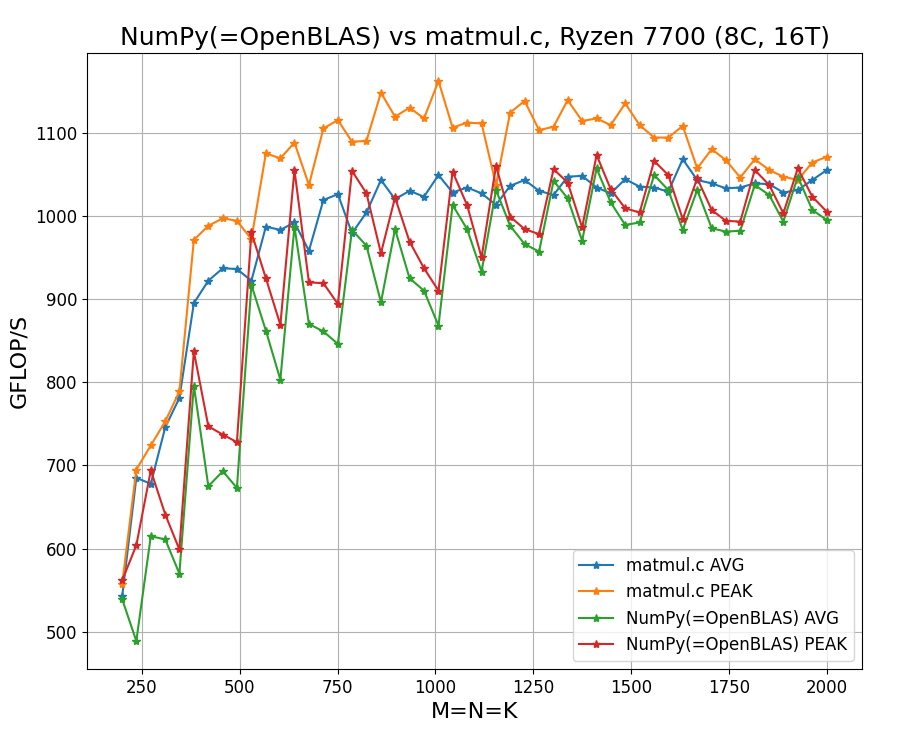 NumPy(=OpenBLAS) vs matmul.c, Ryzen 7700 (8C, 16T)
GFLOP/S
1100
1000
900
800
700
600
500
matmul.c AVG
matmul.c PEAK
NumPy(=OpenBLAS) AVG
NumPy(=OpenBLAS) PEAK
250 500 750 1000 1250 1500 1750 2000
M=N=K